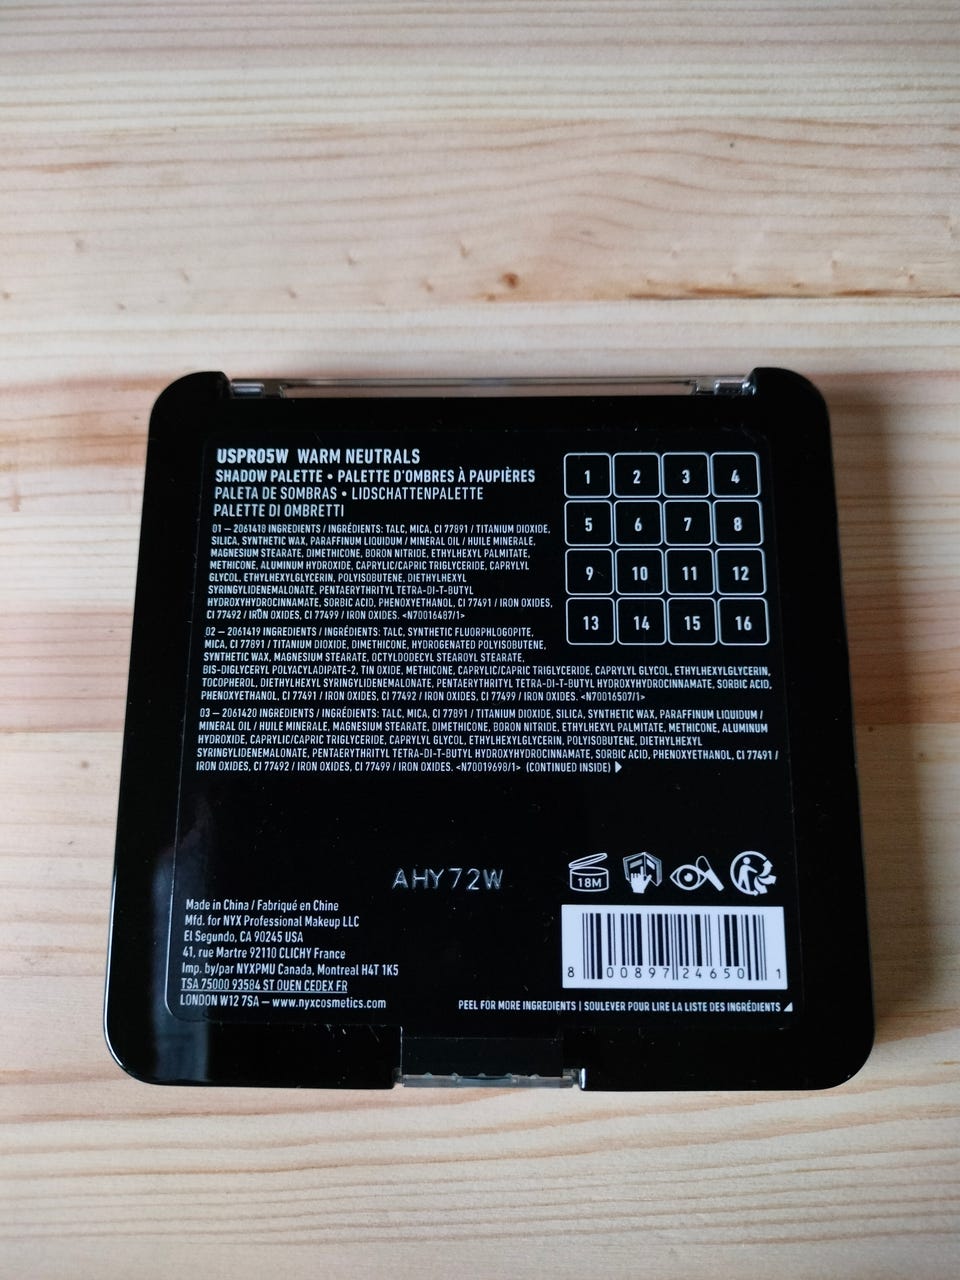 USPR05W WARM NEUTRALS
SHADOW PALETTE • PALETTE D'OMBRES À PAUPIÈRES
PALETA DE SOMBRAS • LIDSCHATTENPALETTE
PALETTE DI OMBRETTI
01 – 2061418 INGREDIENTS / INGRÉDIENTS: TALC, MICA, CI 77891 / TITANIUM DIOXIDE,
SILICA, SYNTHETIC WAX, PARAFFINUM LIQUIDUM / MINERAL OIL / HUILE MINERALE,
MAGNESIUM STEARATE, DIMETHICONE, BORON NITRIDE, ETHYLHEXYL PALMITATE,
METHICONE, ALUMINUM HYDROXIDE, CAPRYLIC/CAPRIC TRIGLYCERIDE, CAPRYLYL
GLYCOL, ETHYLHEXYLGLYCERIN, POLYISOBUTENE, DIETHYLHEXYL
SYRINGYLIDENEMALONATE, PENTAERYTHRITYL TETRA-DI-T-BUTYL
HYDROXYHYDROCINNAMATE, SORBIC ACID, PHENOXYETHANOL, CI 77491 / IRON OXIDES,
CI 77492 / IRON OXIDES, CI 77499 / IRON OXIDES. <N70016487/1>
02 – 2061419 INGREDIENTS / INGRÉDIENTS: TALC, SYNTHETIC FLUORPHLOGOPITE,
MICA, CI 77891 / TITANIUM DIOXIDE, DIMETHICONE, HYDROGENATED POLYISOBUTENE,
SYNTHETIC WAX, MAGNESIUM STEARATE, OCTYLDODECYL STEAROYL STEARATE,
BIS-DIGLYCERYL POLYACYLADIPATE-2, TIN OXIDE, METHICONE, CAPRYLIC/CAPRIC TRIGLYCERIDE, CAPRYLYL GLYCOL, ETHYLHEXYLGLYCERIN,
TOCOPHEROL, DIETHYLHEXYL SYRINGYLIDENEMALONATE, PENTAERYTHRITYL TETRA-DI-T-BUTYL HYDROXYHYDROCINNAMATE, SORBIC ACID,
PHENOXYETHANOL, CI 77491 / IRON OXIDES, CI 77492 / IRON OXIDES, CI 77499 / IRON OXIDES. <N70016507/1>
03 – 2061420 INGREDIENTS / INGRÉDIENTS: TALC, MICA, CI 77891 / TITANIUM DIOXIDE, SILICA, SYNTHETIC WAX, PARAFFINUM LIQUIDUM /
MINERAL OIL / HUILE MINERALE, MAGNESIUM STEARATE, DIMETHICONE, BORON NITRIDE, ETHYLHEXYL PALMITATE, METHICONE, ALUMINUM
HYDROXIDE, CAPRYLIC/CAPRIC TRIGLYCERIDE, CAPRYLYL GLYCOL, ETHYLHEXYLGLYCERIN, POLYISOBUTENE, DIETHYLHEXYL
SYRINGYLIDENEMALONATE, PENTAERYTHRITYL TETRA-DI-T-BUTYL HYDROXYHYDROCINNAMATE, SORBIC ACID, PHENOXYETHANOL, CI 77491 /
IRON OXIDES, CI 77492 / IRON OXIDES, CI 77499 / IRON OXIDES. <N70019698/1> (CONTINUED INSIDE) ▶
1 2 3 4
5 6 7 8
9 10 11 12
13 14 15 16
AHY72W
18M
Made in China / Fabriqué en Chine
Mfd. for NYX Professional Makeup LLC
El Segundo, CA 90245 USA
41, rue Martre 92110 CLICHY France
Imp. by/par NYXPMU Canada, Montreal H4T 1K5
TSA 75000 93584 ST OUEN CEDEX FR
LONDON W12 7SA – www.nyxcosmetics.com
8 00897 24650 1
PEEL FOR MORE INGREDIENTS | SOULEVER POUR LIRE LA LISTE DES INGRÉDIENTS